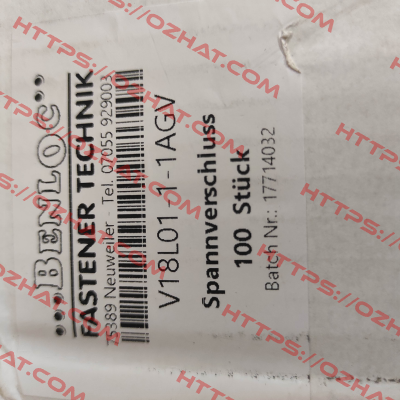 BENLOC
FASTENER TECHNIK
75389 Neuweiler · Tel. 07055 929003
V18L01-1-1AGV
Spannverschluss
100 Stück
Batch Nr.: 17714032
HTTPS://OZHAT.COM